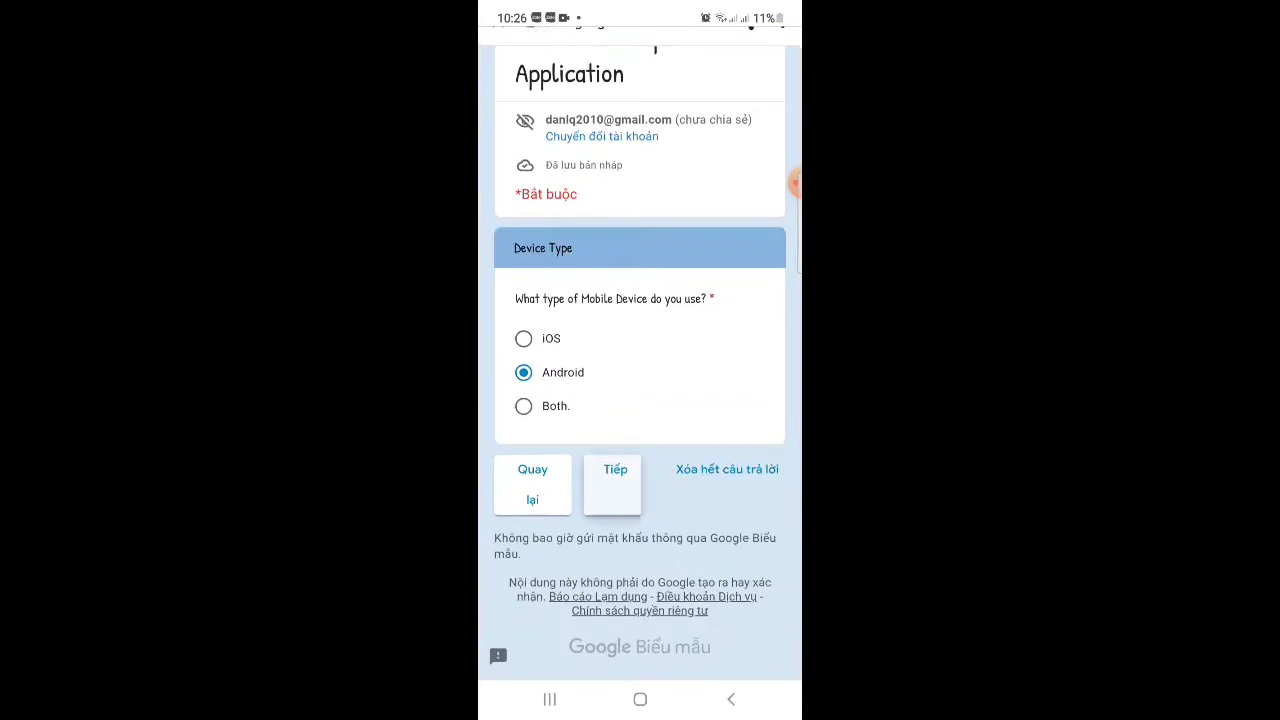 10:26
11%
Application
danlq2010@gmail.com (chưa chia sẻ)
Chuyển đổi tài khoản
Đã lưu bản nháp
*Bắt buộc
Device Type
What type of Mobile Device do you use? *
iOS
Android
Both.
Quay
lại
Tiếp
Xóa hết câu trả lời
Không bao giờ gửi mật khẩu thông qua Google Biểu
mẫu.
Nội dung này không phải do Google tạo ra hay xác
nhận. Báo cáo Lạm dụng - Điều khoản Dịch vụ -
Chính sách quyền riêng tư
Google Biểu mẫu